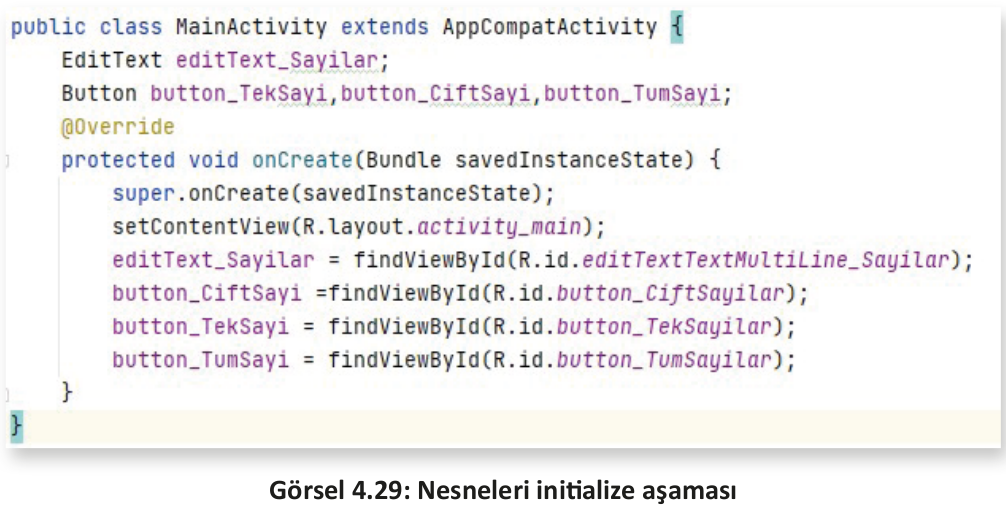 public class MainActivity extends AppCompatActivity {
    EditText editText_Sayilar;
    Button button_TekSayi,button_CiftSayi,button_TumSayi;
    @Override
    protected void onCreate(Bundle savedInstanceState) {
        super.onCreate(savedInstanceState);
        setContentView(R.layout.activity_main);
        editText_Sayilar = findViewById(R.id.editTextTextMultiLine_Sayilar);
        button_CiftSayi =findViewById(R.id.button_CiftSayilar);
        button_TekSayi = findViewById(R.id.button_TekSayilar);
        button_TumSayi = findViewById(R.id.button_TumSayilar);
    }
}
Görsel 4.29: Nesneleri initialize aşaması